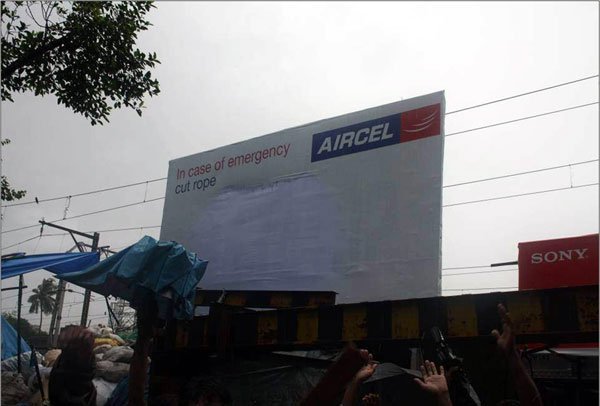 In case of emergency
cut rope
AIRCEL
SONY